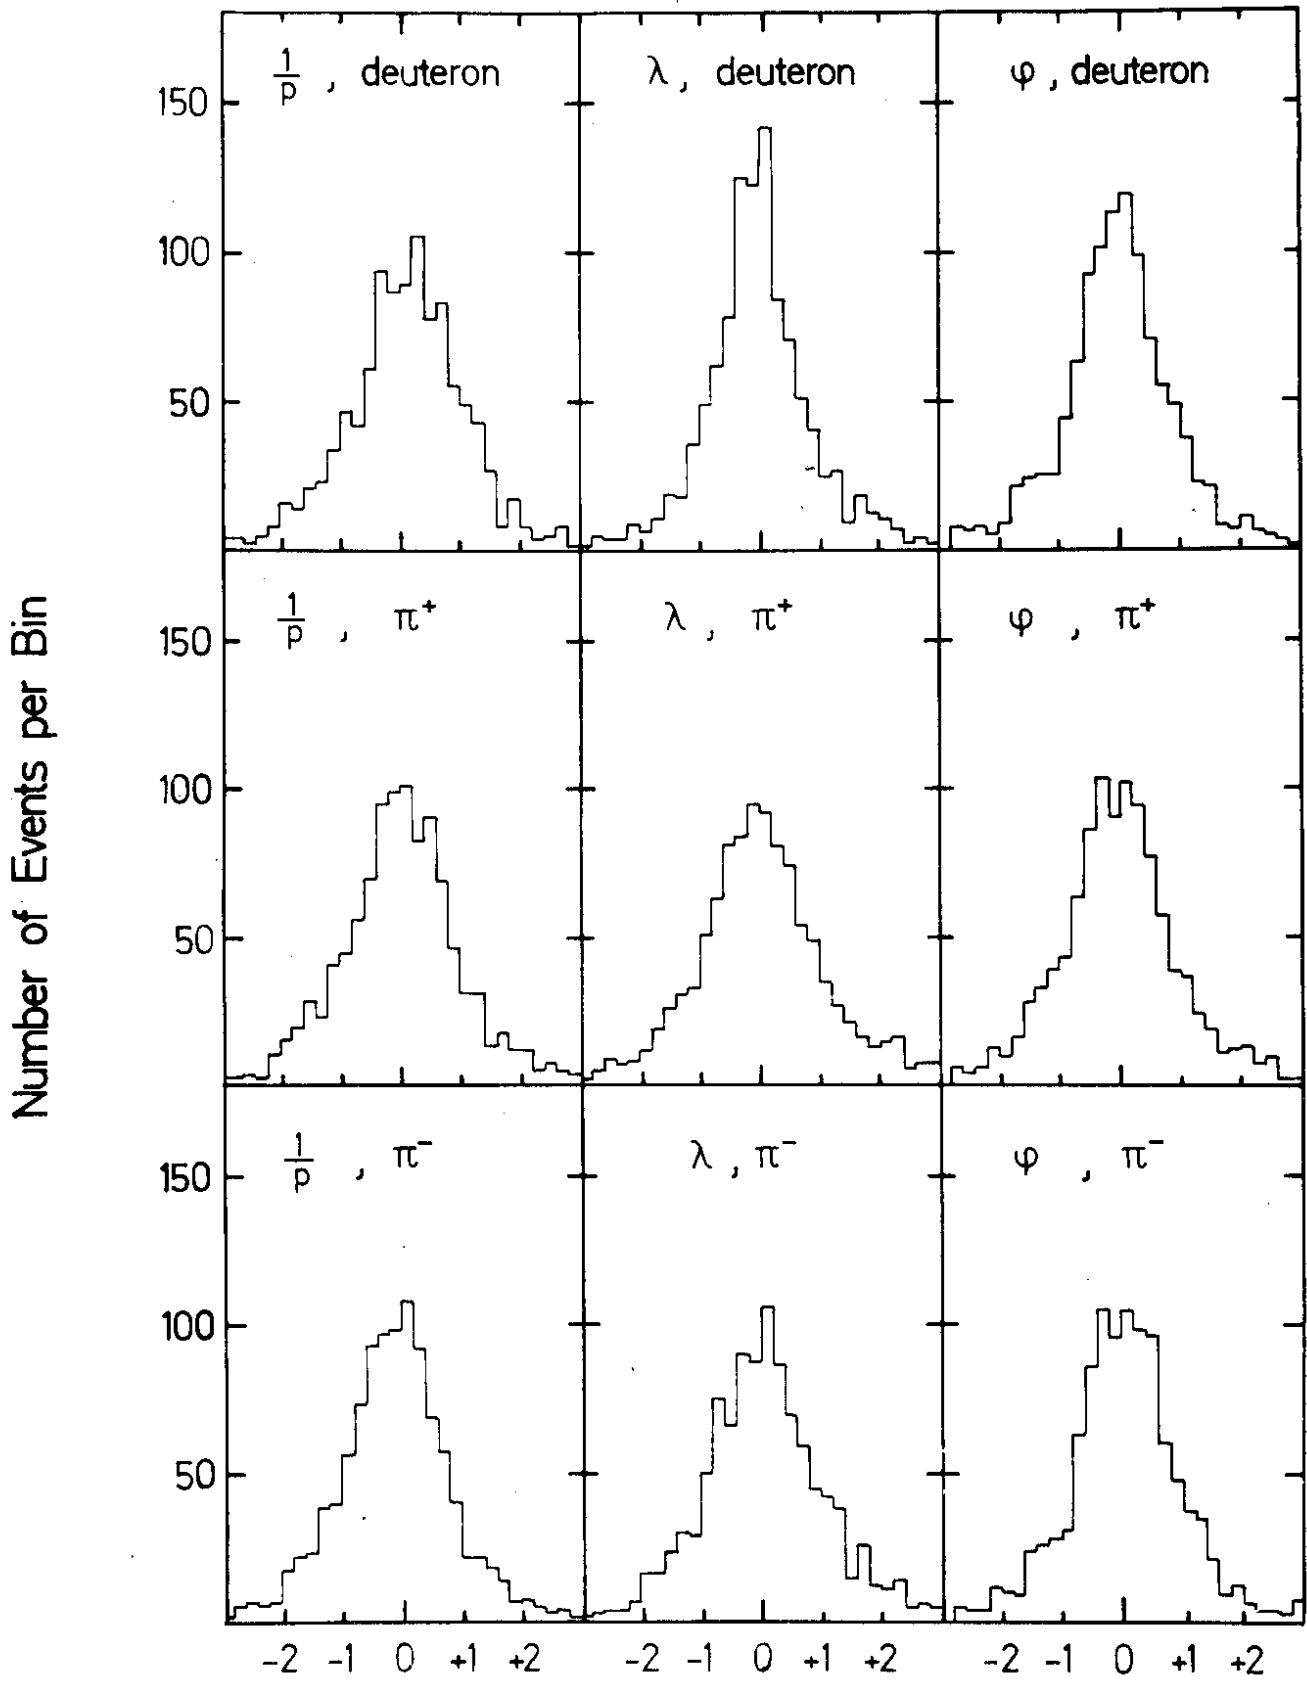 Number of Events per Bin
1/p , deuteron
λ , deuteron
φ , deuteron
150
100
50
1/p , π⁺
λ , π⁺
φ , π⁺
150
100
50
1/p , π⁻
λ , π⁻
φ , π⁻
150
100
50
-2 -1 0 +1 +2
-2 -1 0 +1 +2
-2 -1 0 +1 +2